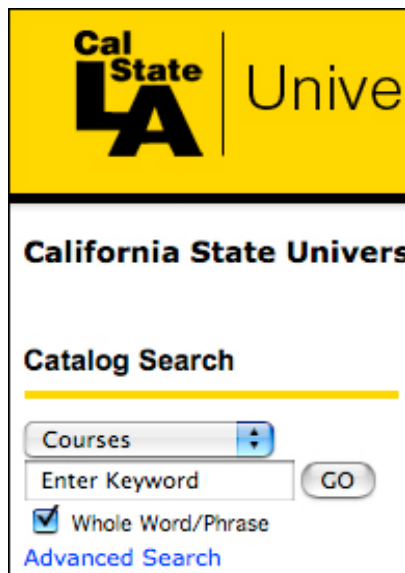 Cal
State
LA
Unive
California State Univers
Catalog Search
Courses
Enter Keyword
GO
Whole Word/Phrase
Advanced Search